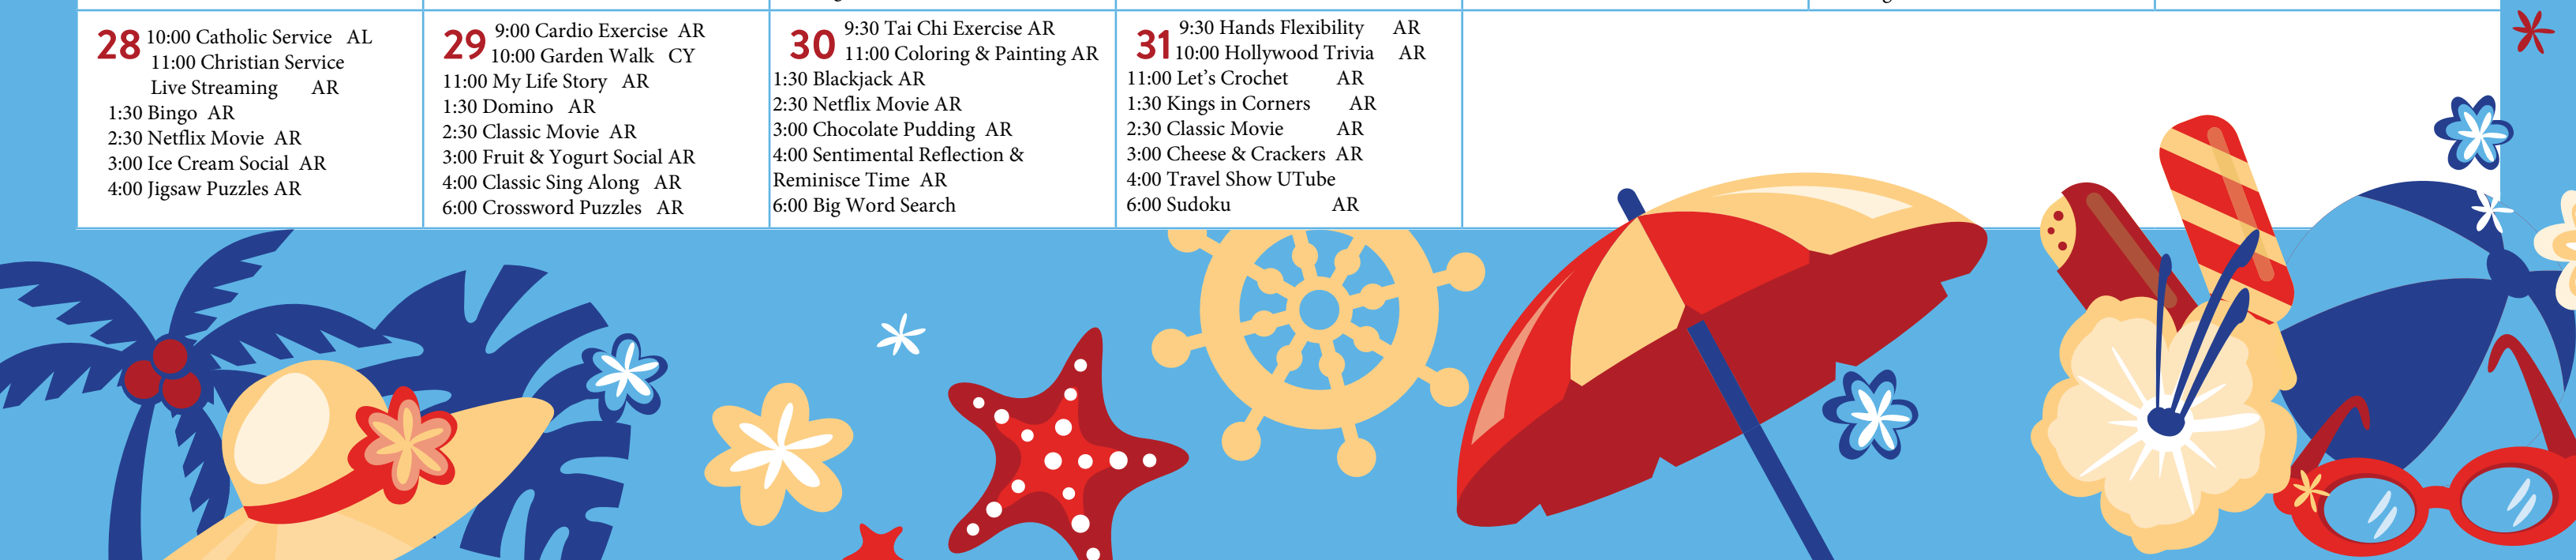 28 10:00 Catholic Service AL
11:00 Christian Service
Live Streaming AR
1:30 Bingo AR
2:30 Netflix Movie AR
3:00 Ice Cream Social AR
4:00 Jigsaw Puzzles AR
29 9:00 Cardio Exercise AR
10:00 Garden Walk CY
11:00 My Life Story AR
1:30 Domino AR
2:30 Classic Movie AR
3:00 Fruit & Yogurt Social AR
4:00 Classic Sing Along AR
6:00 Crossword Puzzles AR
30 9:30 Tai Chi Exercise AR
11:00 Coloring & Painting AR
1:30 Blackjack AR
2:30 Netflix Movie AR
3:00 Chocolate Pudding AR
4:00 Sentimental Reflection &
Reminisce Time AR
6:00 Big Word Search
31 9:30 Hands Flexibility AR
10:00 Hollywood Trivia AR
11:00 Let’s Crochet AR
1:30 Kings in Corners AR
2:30 Classic Movie AR
3:00 Cheese & Crackers AR
4:00 Travel Show UTube
6:00 Sudoku AR